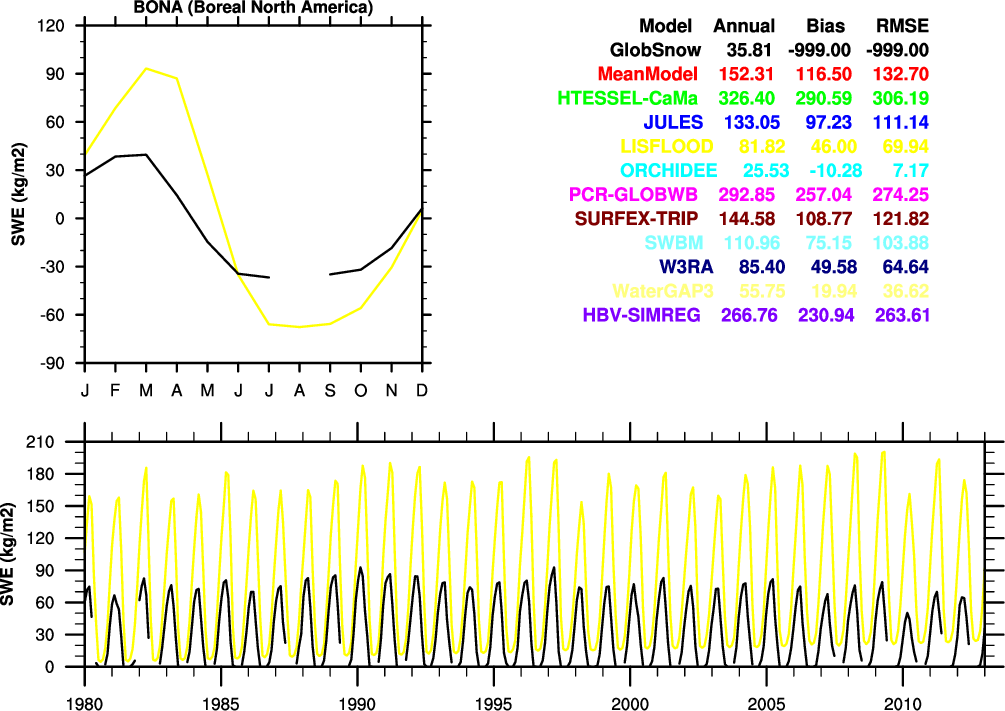 BONA (Boreal North America)
120
90
60
30
0
-30
-60
-90
SWE (kg/m2)
J F M A M J J A S O N D
Model Annual Bias RMSE
GlobSnow 35.81 -999.00 -999.00
MeanModel 152.31 116.50 132.70
HTESSEL-CaMa 326.40 290.59 306.19
JULES 133.05 97.23 111.14
LISFLOOD 81.82 46.00 69.94
ORCHIDEE 25.53 -10.28 7.17
PCR-GLOBWB 292.85 257.04 274.25
SURFEX-TRIP 144.58 108.77 121.82
SWBM 110.96 75.15 103.88
W3RA 85.40 49.58 64.64
WaterGAP3 55.75 19.94 36.62
HBV-SIMREG 266.76 230.94 263.61
210
180
150
120
90
60
30
0
SWE (kg/m2)
1980 1985 1990 1995 2000 2005 2010